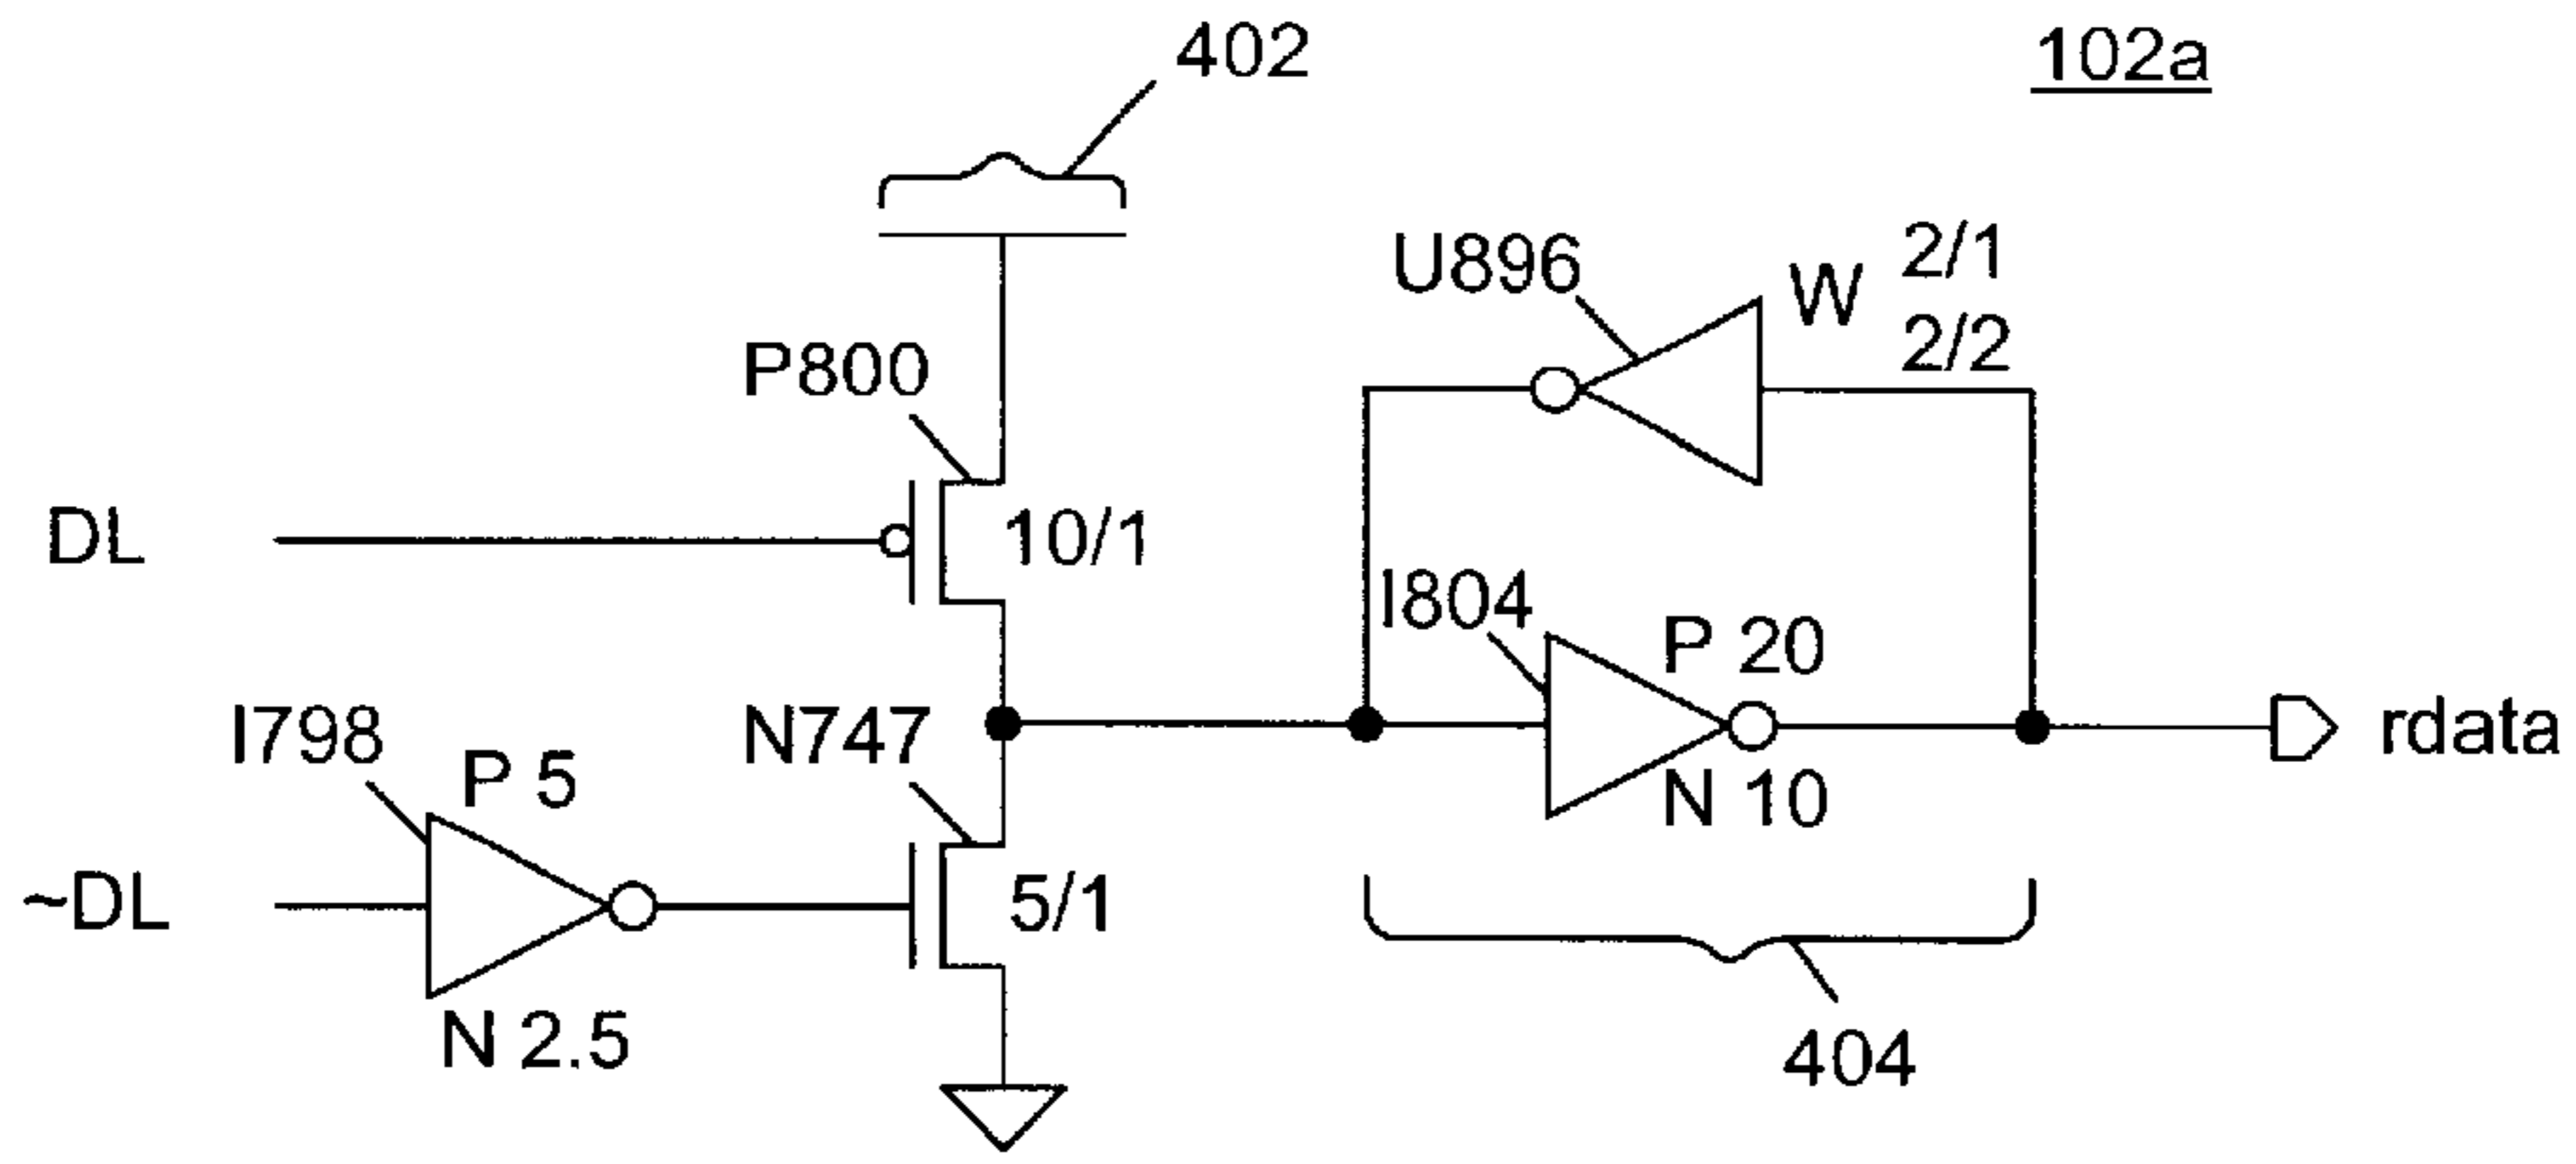 402
102a
U896
W
2/1
2/2
P800
DL
10/1
I804
P 20
I798
P 5
N747
rdata
N 10
~DL
5/1
N 2.5
404